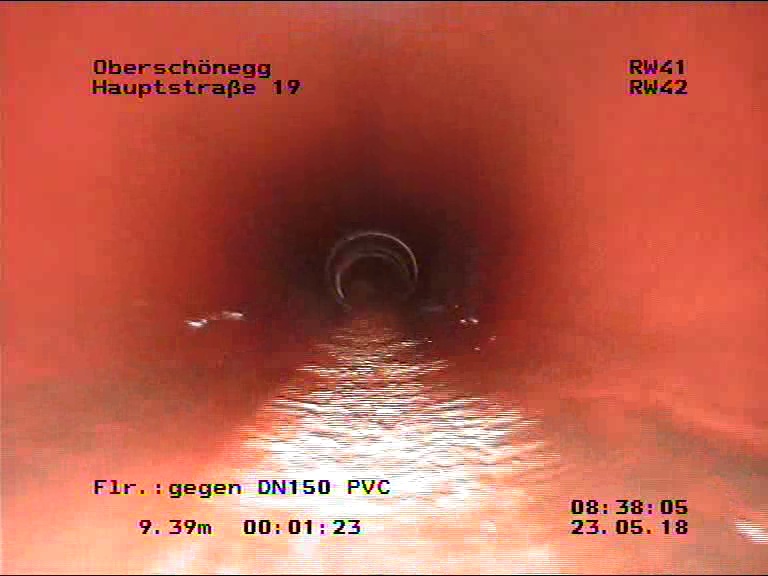 Oberschönegg RW41
Hauptstraße 19 RW42
Flr.:gegen DN150 PVC
08:38:05
9.39m 00:01:23 23.05.18